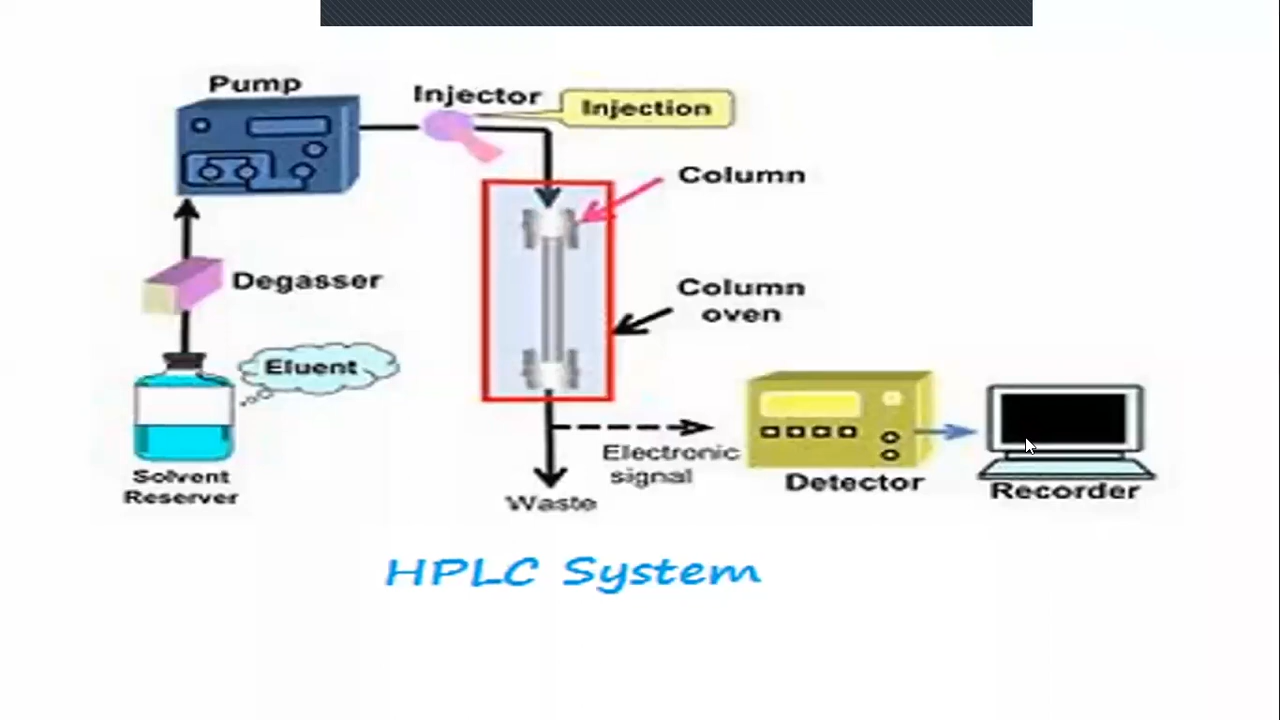 Pump
Injector
Injection
Column
Degasser
Column
oven
Eluent
Electronic
signal
Solvent
Reserver
Detector
Recorder
Waste
HPLC System